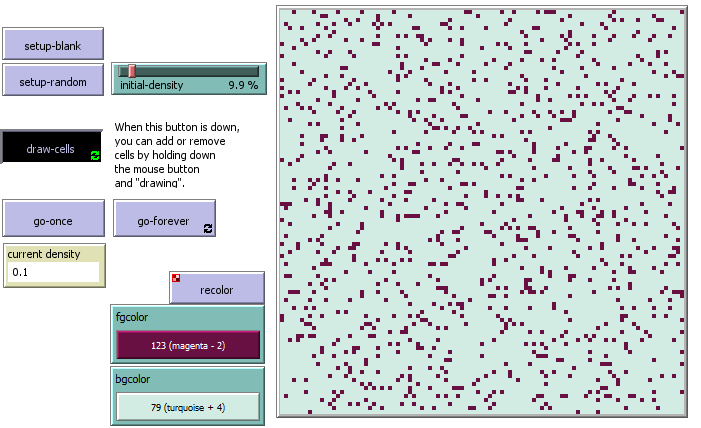 setup-blank
setup-random
initial-density 9.9 %
draw-cells
When this button is down,
you can add or remove
cells by holding down
the mouse button
and "drawing".
go-once
go-forever
current density
0.1
recolor
fgcolor
123 (magenta - 2)
bgcolor
79 (turquoise + 4)